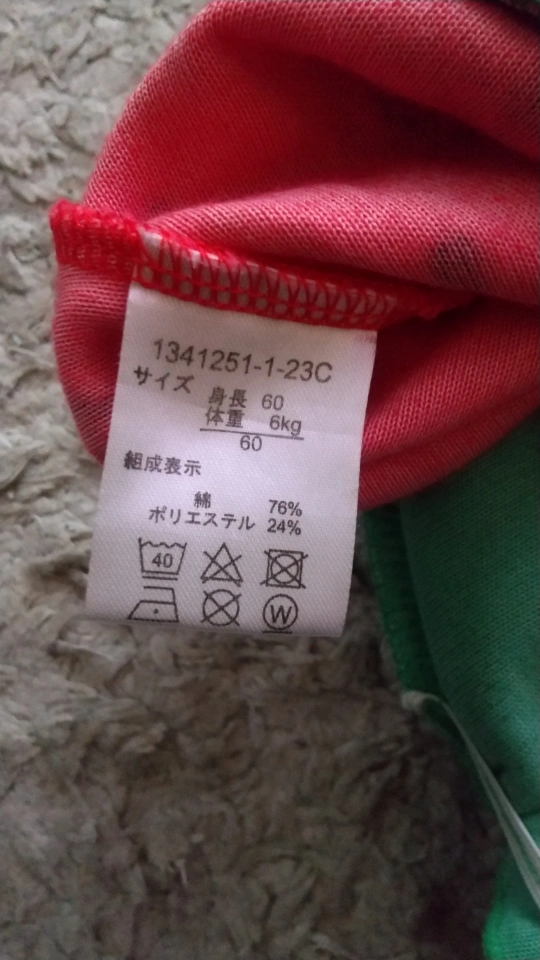 1341251-1-23C
サイズ
身長 60
体重 6kg
60
組成表示
綿 76%
ポリエステル 24%
40
W